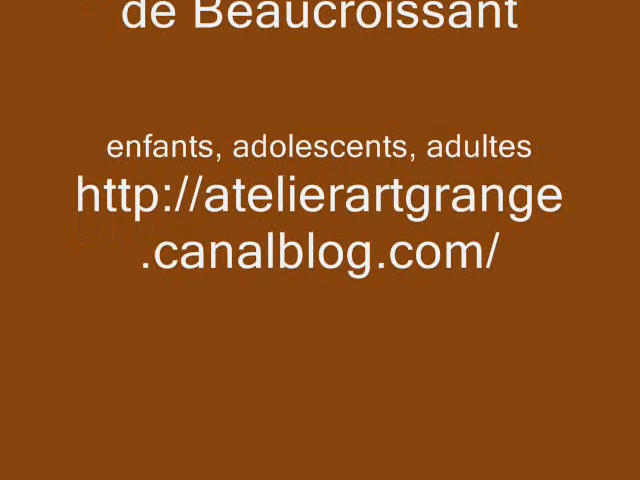 de Beaucroissant
enfants, adolescents, adultes
http://atelierartgrange
.canalblog.com/